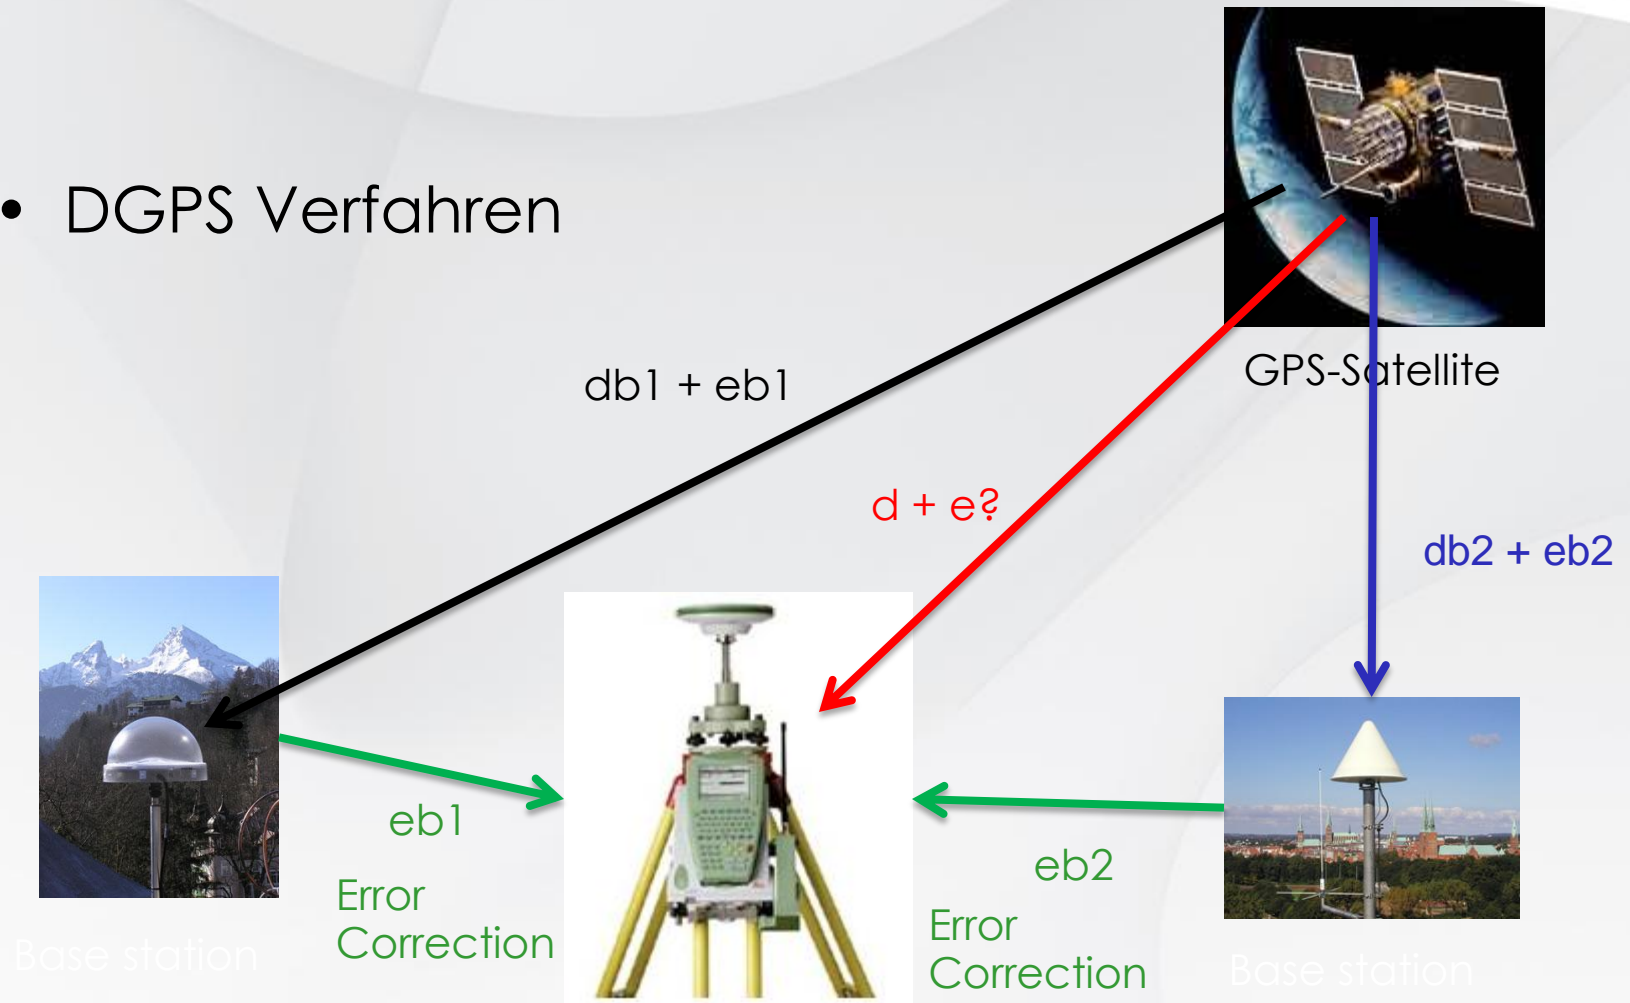 • DGPS Verfahren
GPS-Satellite
db1 + eb1
d + e?
db2 + eb2
eb1
Error
Correction
eb2
Error
Correction
Base station
Base station